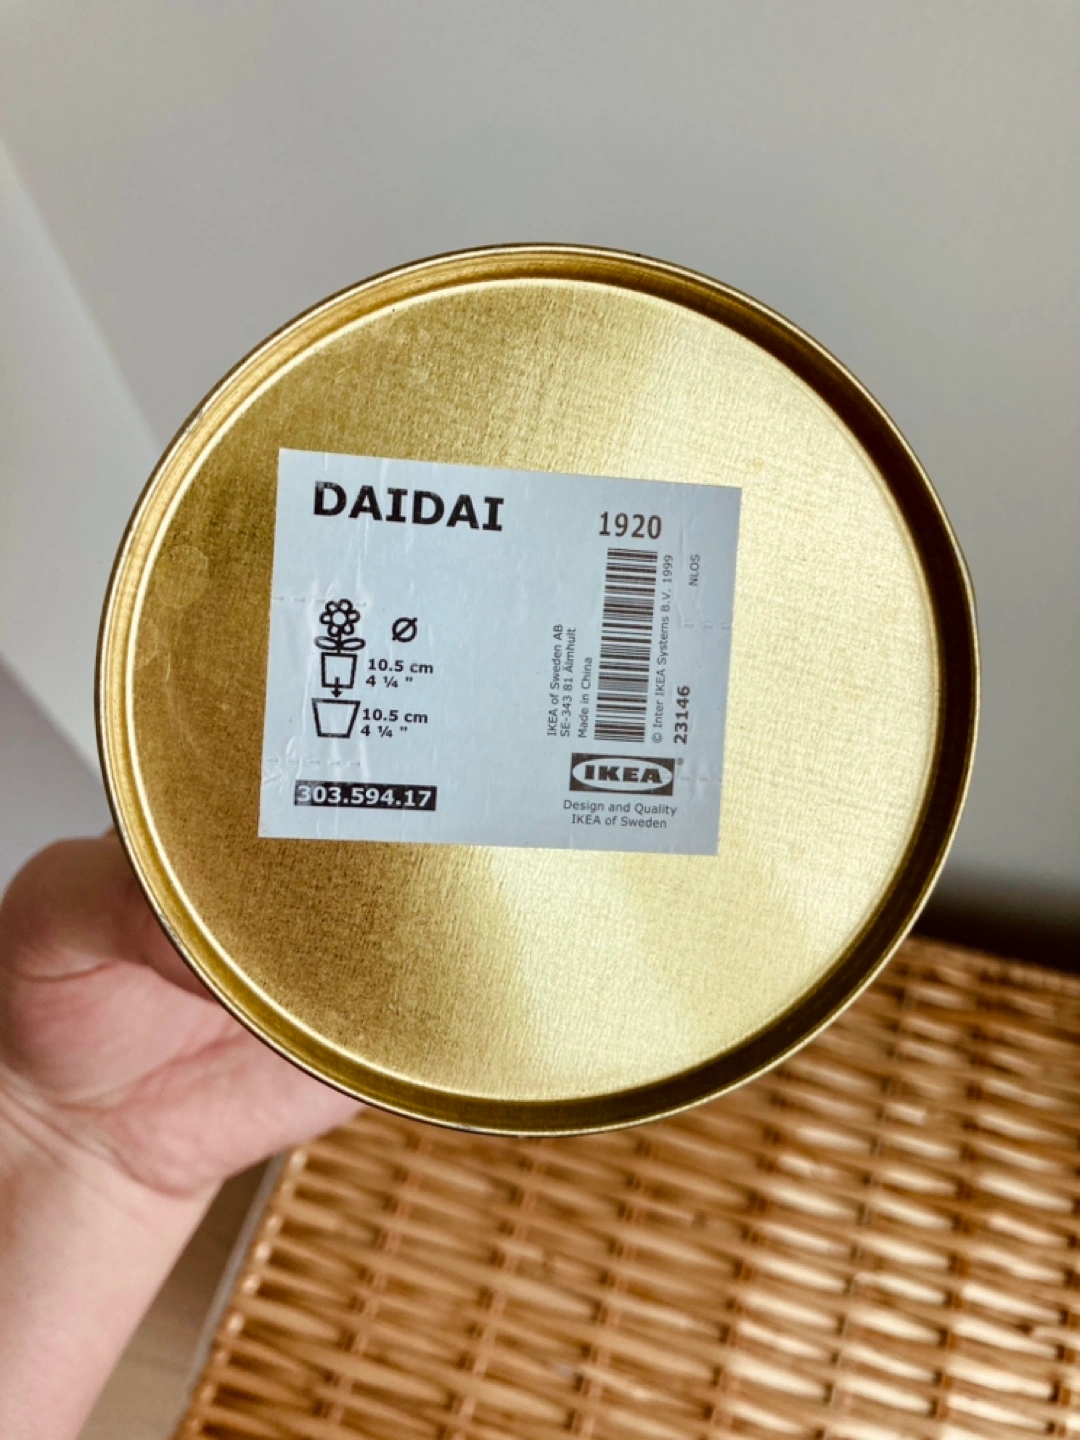 DAIDAI
1920
Ø
10.5 cm
4 ¼ "
10.5 cm
4 ¼ "
303.594.17
IKEA of Sweden AB
SE-343 81 Älmhult
Made in China
© Inter IKEA Systems B.V. 1999
23146
NLOS
IKEA
Design and Quality
IKEA of Sweden